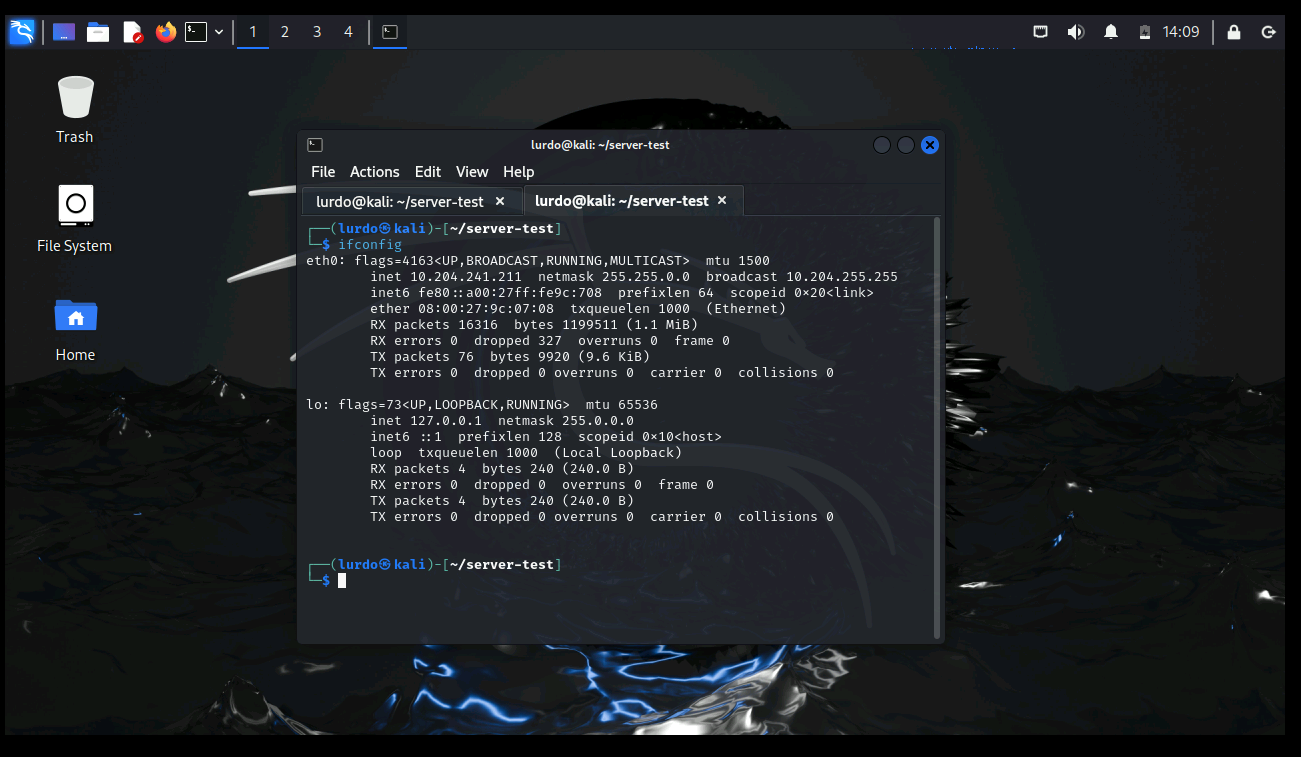 1 2 3 4 14:09
Trash
File System
Home
lurdo@kali: ~/server-test
File Actions Edit View Help
lurdo@kali: ~/server-test × lurdo@kali: ~/server-test ×
┌──(lurdo㉿kali)-[~/server-test]
└─$ ifconfig
eth0: flags=4163<UP,BROADCAST,RUNNING,MULTICAST>  mtu 1500
        inet 10.204.241.211  netmask 255.255.0.0  broadcast 10.204.255.255
        inet6 fe80::a00:27ff:fe9c:708  prefixlen 64  scopeid 0×20<link>
        ether 08:00:27:9c:07:08  txqueuelen 1000  (Ethernet)
        RX packets 16316  bytes 1199511 (1.1 MiB)
        RX errors 0  dropped 327  overruns 0  frame 0
        TX packets 76  bytes 9920 (9.6 KiB)
        TX errors 0  dropped 0 overruns 0  carrier 0  collisions 0
lo: flags=73<UP,LOOPBACK,RUNNING>  mtu 65536
        inet 127.0.0.1  netmask 255.0.0.0
        inet6 ::1  prefixlen 128  scopeid 0×10<host>
        loop  txqueuelen 1000  (Local Loopback)
        RX packets 4  bytes 240 (240.0 B)
        RX errors 0  dropped 0  overruns 0  frame 0
        TX packets 4  bytes 240 (240.0 B)
        TX errors 0  dropped 0 overruns 0  carrier 0  collisions 0
┌──(lurdo㉿kali)-[~/server-test]
└─$